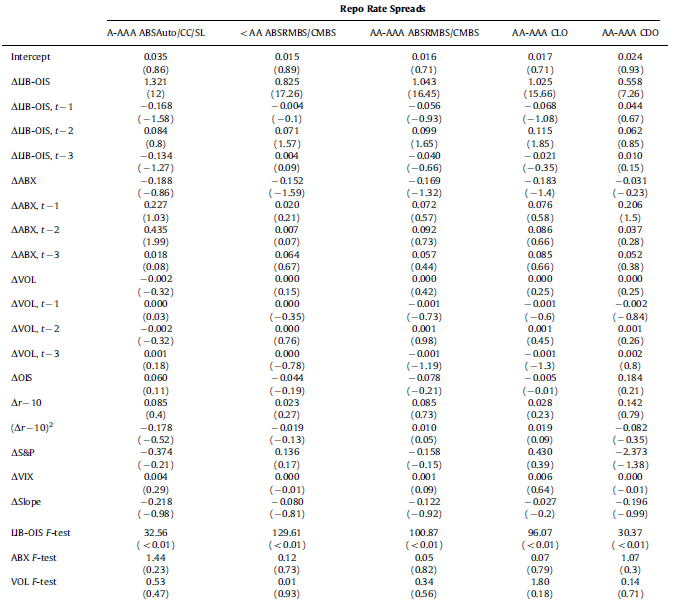 Repo Rate Spreads
A-AAA ABSAuto/CC/SL <AA ABSRMBS/CMBS AA-AAA ABSRMBS/CMBS AA-AAA CLO AA-AAA CDO
Intercept 0.035 0.015 0.016 0.017 0.024
(0.86) (0.89) (0.71) (0.71) (0.93)
ΔLIB-OIS 1.321 0.825 1.043 1.025 0.558
(12) (17.26) (16.45) (15.66) (7.26)
ΔLIB-OIS, t−1 −0.168 −0.004 −0.056 −0.068 0.044
(−1.58) (−0.1) (−0.93) (−1.08) (0.67)
ΔLIB-OIS, t−2 0.084 0.071 0.099 0.115 0.062
(0.8) (1.57) (1.65) (1.85) (0.85)
ΔLIB-OIS, t−3 −0.134 0.004 −0.040 −0.021 0.010
(−1.27) (0.09) (−0.66) (−0.35) (0.15)
ΔABX −0.188 −0.152 −0.169 −0.183 −0.031
(−0.86) (−1.59) (−1.32) (−1.4) (−0.23)
ΔABX, t−1 0.227 0.020 0.072 0.076 0.206
(1.03) (0.21) (0.57) (0.58) (1.5)
ΔABX, t−2 0.435 0.007 0.092 0.086 0.037
(1.99) (0.07) (0.73) (0.66) (0.28)
ΔABX, t−3 0.018 0.064 0.057 0.085 0.052
(0.08) (0.67) (0.44) (0.66) (0.38)
ΔVOL −0.002 0.000 0.000 0.000 0.000
(−0.32) (0.15) (0.42) (0.25) (0.25)
ΔVOL, t−1 0.000 0.000 −0.001 −0.001 −0.002
(0.03) (−0.35) (−0.73) (−0.6) (−0.84)
ΔVOL, t−2 −0.002 0.000 0.001 0.001 0.001
(−0.32) (0.76) (0.98) (0.45) (0.26)
ΔVOL, t−3 0.001 0.000 −0.001 −0.001 0.002
(0.18) (−0.78) (−1.19) (−1.3) (0.8)
ΔOIS 0.060 −0.044 −0.078 −0.005 0.184
(0.11) (−0.19) (−0.21) (−0.01) (0.21)
Δr−10 0.085 0.023 0.085 0.028 0.142
(0.4) (0.27) (0.73) (0.23) (0.79)
(Δr−10)² −0.178 −0.019 0.010 0.019 −0.082
(−0.52) (−0.13) (0.05) (0.09) (−0.35)
ΔS&P −0.374 0.136 −0.158 0.430 −2.373
(−0.21) (0.17) (−0.15) (0.39) (−1.38)
ΔVIX 0.004 0.000 0.001 0.006 0.000
(0.29) (−0.01) (0.09) (0.64) (−0.01)
ΔSlope −0.218 −0.080 −0.122 −0.027 −0.196
(−0.98) (−0.81) (−0.92) (−0.2) (−0.99)
LIB-OIS F-test 32.56 129.61 100.87 96.07 30.37
(<0.01) (<0.01) (<0.01) (<0.01) (<0.01)
ABX F-test 1.44 0.12 0.05 0.07 1.07
(0.23) (0.73) (0.82) (0.79) (0.3)
VOL F-test 0.53 0.01 0.34 1.80 0.14
(0.47) (0.93) (0.56) (0.18) (0.71)